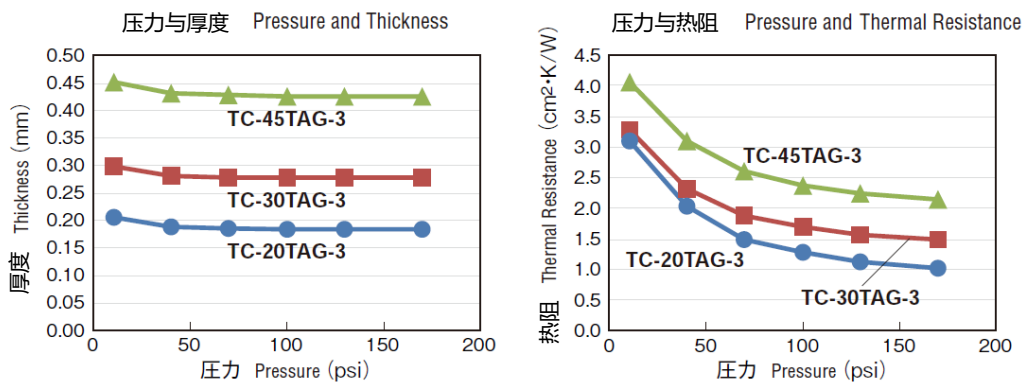 压力与厚度 Pressure and Thickness
0.50
0.45
0.40
0.35
0.30
0.25
0.20
0.15
0.10
0.05
0.00
厚度 Thickness (mm)
TC-45TAG-3
TC-30TAG-3
TC-20TAG-3
0 50 100 150 200
圧力 Pressure (psi)
压力与热阻 Pressure and Thermal Resistance
4.5
4.0
3.5
3.0
2.5
2.0
1.5
1.0
0.5
0.0
热阻 Thermal Resistance (cm2・K/W)
TC-45TAG-3
TC-20TAG-3
TC-30TAG-3
0 50 100 150 200
圧力 Pressure (psi)